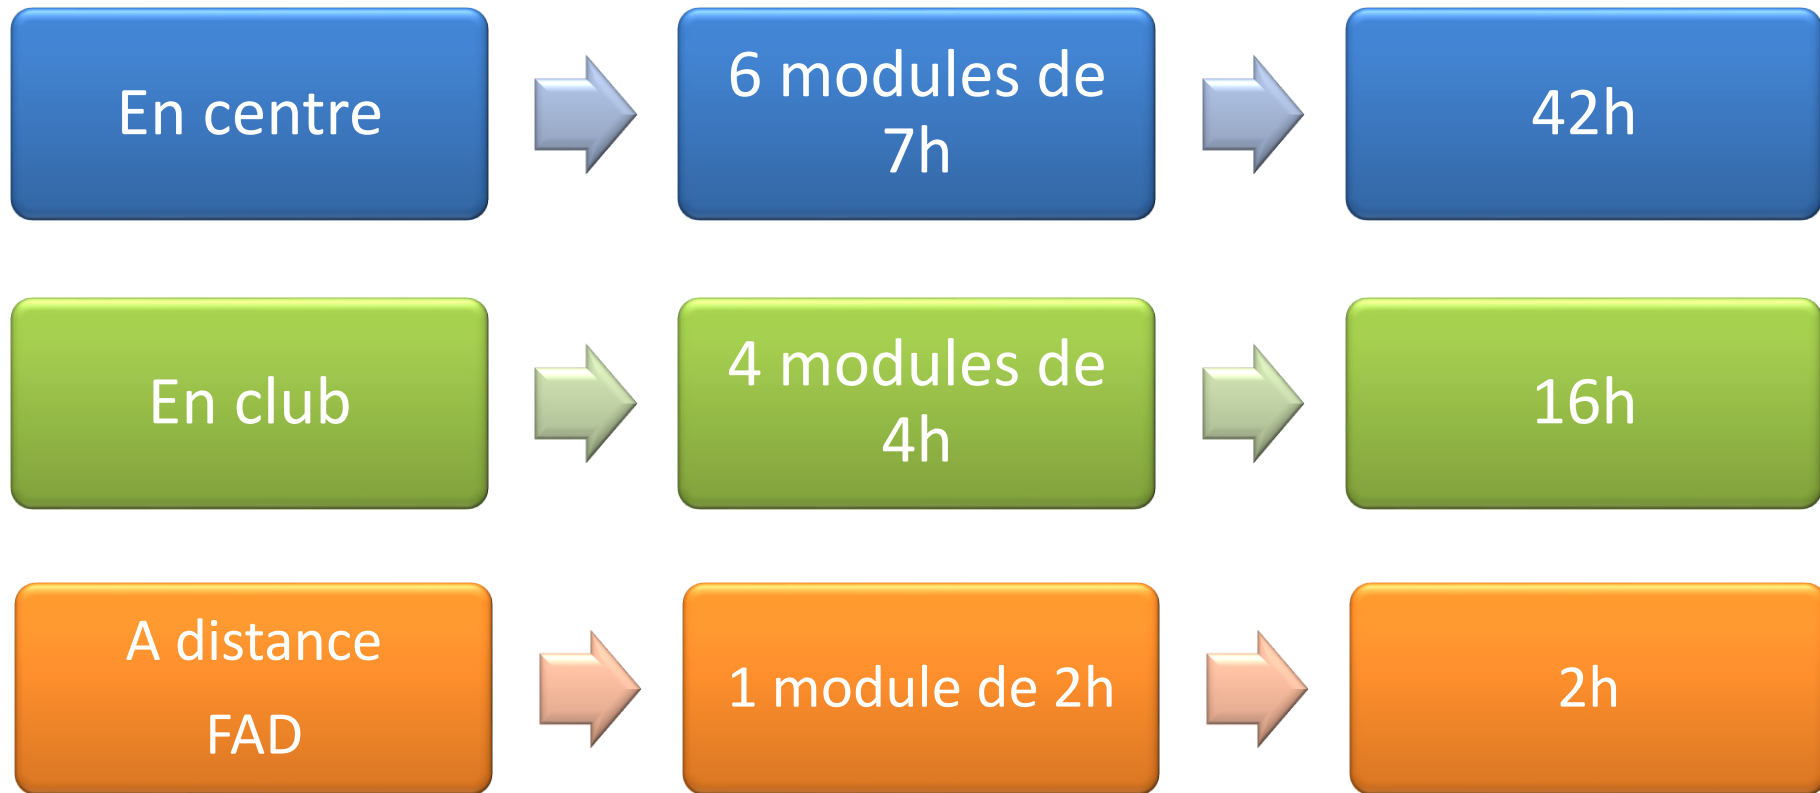 En centre
6 modules de
7h
42h
En club
4 modules de
4h
16h
A distance
FAD
1 module de 2h
2h